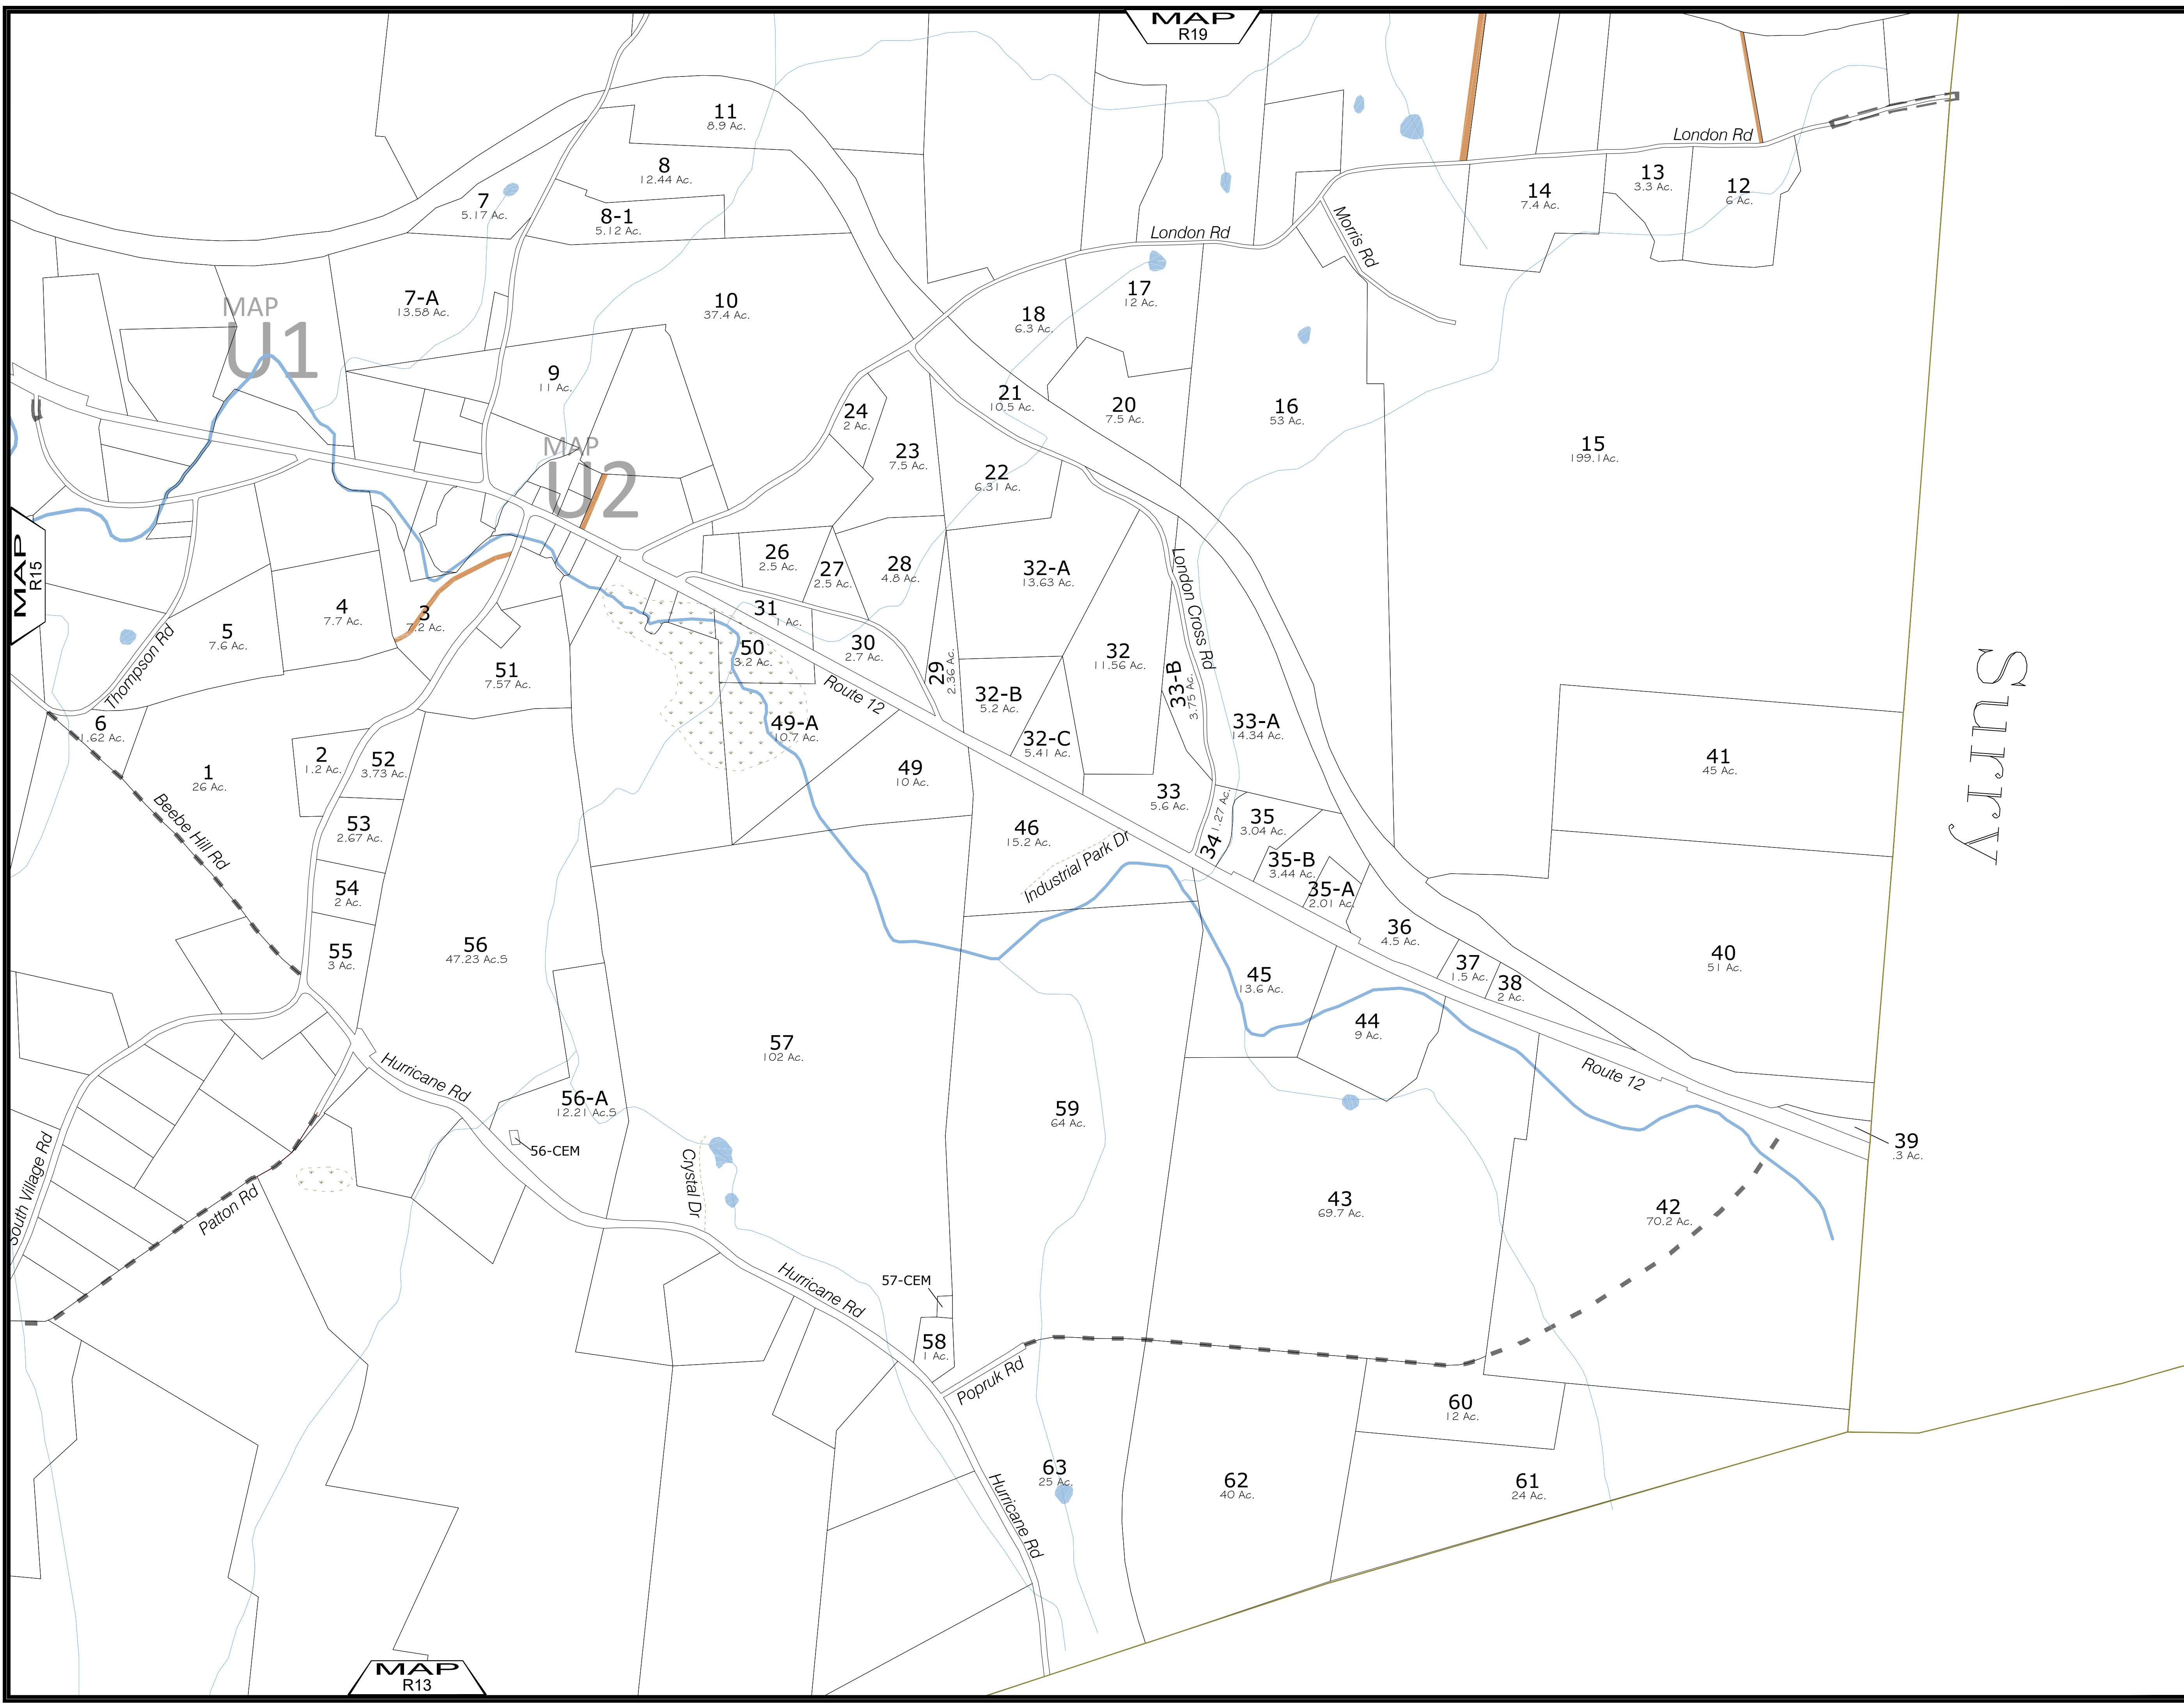 MAP
R19
11
8.9 Ac.
London Rd
8
12.44 Ac.
13
3.3 Ac.
12
6 Ac.
14
7.4 Ac.
7
5.17 Ac.
8-1
5.12 Ac.
London Rd
Morris Rd
7-A
13.58 Ac.
MAP
U1
10
37.4 Ac.
17
12 Ac.
18
6.3 Ac.
9
11 Ac.
21
10.5 Ac.
20
7.5 Ac.
16
53 Ac.
24
2 Ac.
MAP
U2
23
7.5 Ac.
15
199.1Ac.
22
6.31 Ac.
MAP
R15
26
2.5 Ac.
27
2.5 Ac.
28
4.8 Ac.
32-A
13.63 Ac.
London Cross Rd
4
7.7 Ac.
3
7.2 Ac.
31
1 Ac.
5
7.6 Ac.
Thompson Rd
50
3.2 Ac.
30
2.7 Ac.
32
11.56 Ac.
51
7.57 Ac.
29
2.36 Ac.
33-B
3.75 Ac.
Route 12
32-B
5.2 Ac.
Surry
6
1.62 Ac.
49-A
10.7 Ac.
33-A
14.34 Ac.
32-C
5.41 Ac.
2
1.2 Ac.
52
3.73 Ac.
1
26 Ac.
49
10 Ac.
41
45 Ac.
33
5.6 Ac.
34
1.27 Ac.
35
3.04 Ac.
Beebe Hill Rd
53
2.67 Ac.
46
15.2 Ac.
Industrial Park Dr
35-B
3.44 Ac.
35-A
2.01 Ac.
54
2 Ac.
36
4.5 Ac.
56
47.23 Ac.S
55
3 Ac.
40
51 Ac.
37
1.5 Ac.
38
2 Ac.
45
13.6 Ac.
44
9 Ac.
57
102 Ac.
Hurricane Rd
Route 12
56-A
12.21 Ac.S
59
64 Ac.
56-CEM
39
.3 Ac.
South Village Rd
Crystal Dr
Patton Rd
43
69.7 Ac.
42
70.2 Ac.
57-CEM
Hurricane Rd
58
1 Ac.
Popruk Rd
60
12 Ac.
63
25 Ac.
62
40 Ac.
61
24 Ac.
Hurricane Rd
MAP
R13